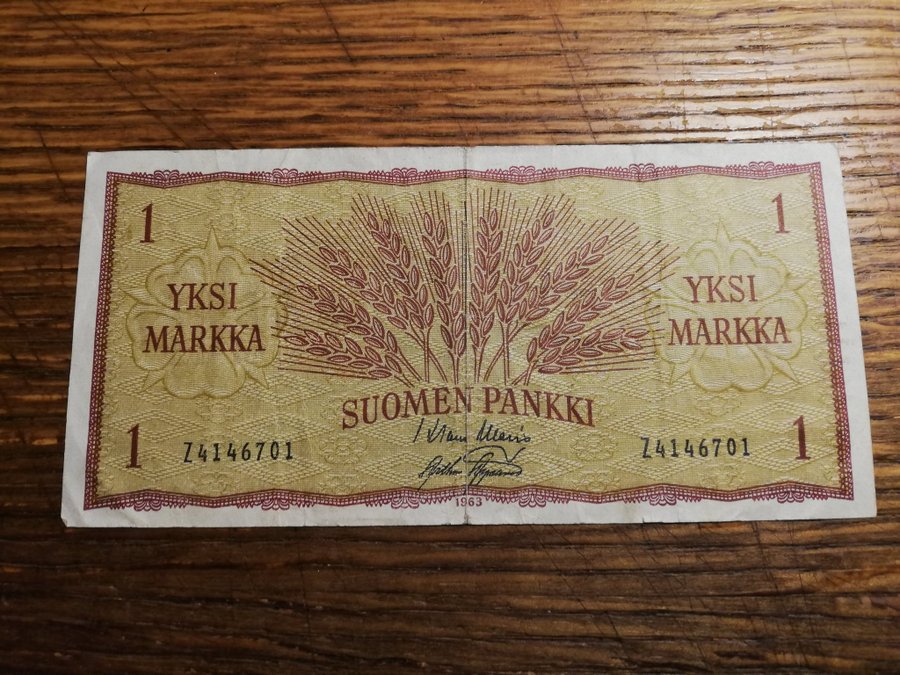 1
1
YKSI
MARKKA
YKSI
MARKKA
SUOMEN PANKKI
1
Z4146701
Z4146701
1
1963